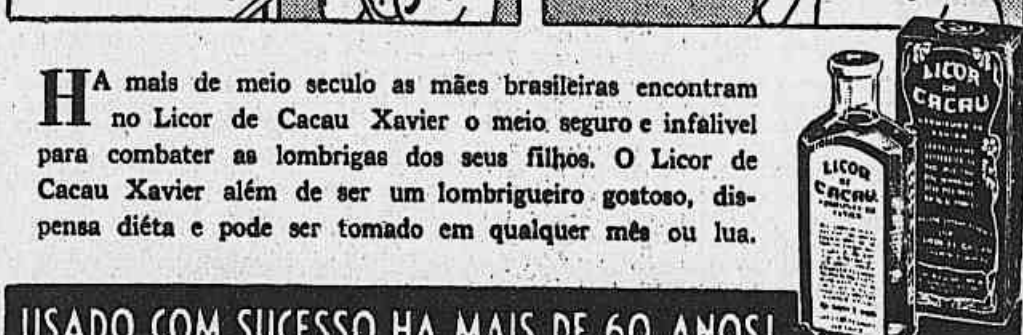 HA mais de meio seculo as mães brasileiras encontram
no Licor de Cacau Xavier o meio seguro e infalivel
para combater as lombrigas dos seus filhos. O Licor de
Cacau Xavier além de ser um lombrigueiro gostoso, dis-
pensa diéta e pode ser tomado em qualquer mês ou lua.
LICOR
DE
CACAU
LICOR
DE
CACAU
USADO COM SUCESSO HA MAIS DE 60 ANOS!